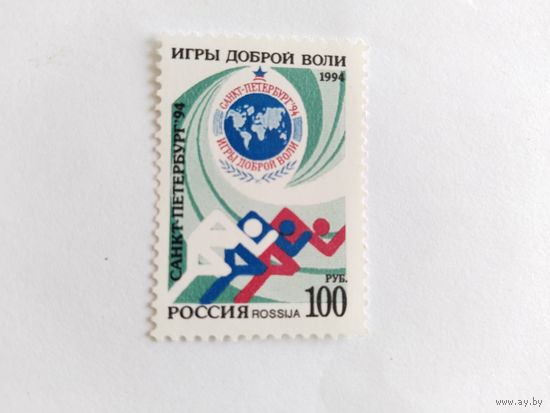 ИГРЫ ДОБРОЙ ВОЛИ
1994
САНКТ-ПЕТЕРБУРГ'94
САНКТ-ПЕТЕРБУРГ'94
ИГРЫ ДОБРОЙ ВОЛИ
РУБ.
РОССИЯ ROSSIJA 100
www.ay.by